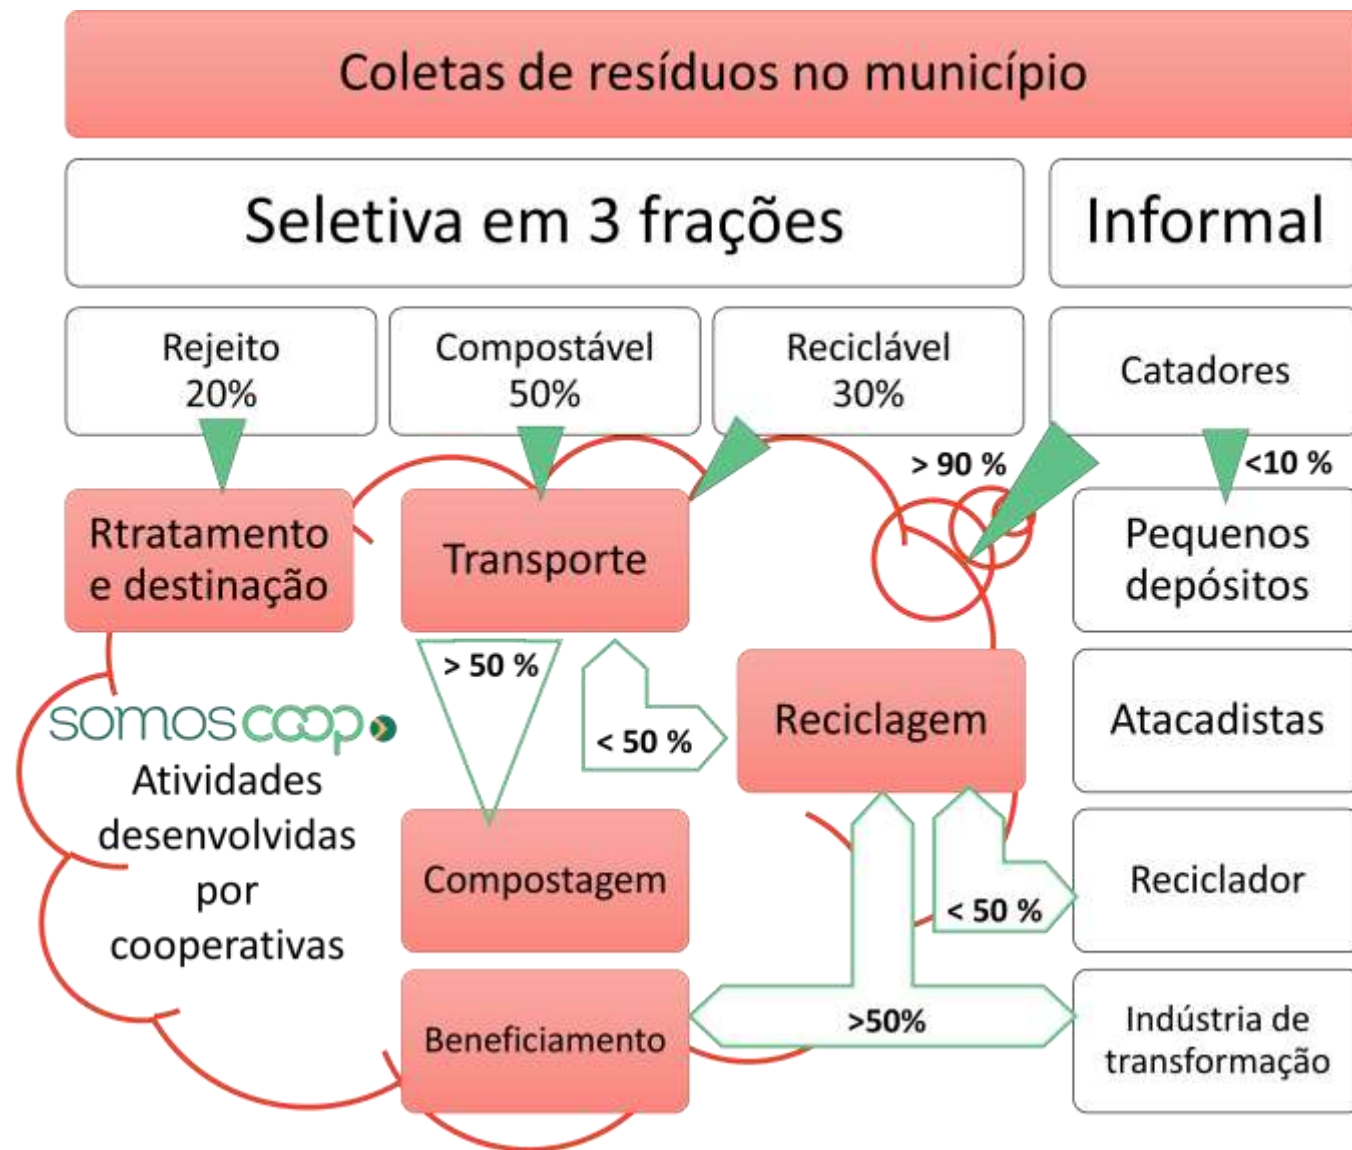 Coletas de resíduos no município
Seletiva em 3 frações
Informal
Rejeito
20%
Compostável
50%
Reciclável
30%
Catadores
> 90 %
<10 %
Rtratamento
e destinação
Transporte
Pequenos
depósitos
> 50 %
< 50 %
Reciclagem
Atacadistas
somoscoop
Atividades
desenvolvidas
por
cooperativas
Compostagem
< 50 %
Reciclador
Beneficiamento
>50%
Indústria de
transformação